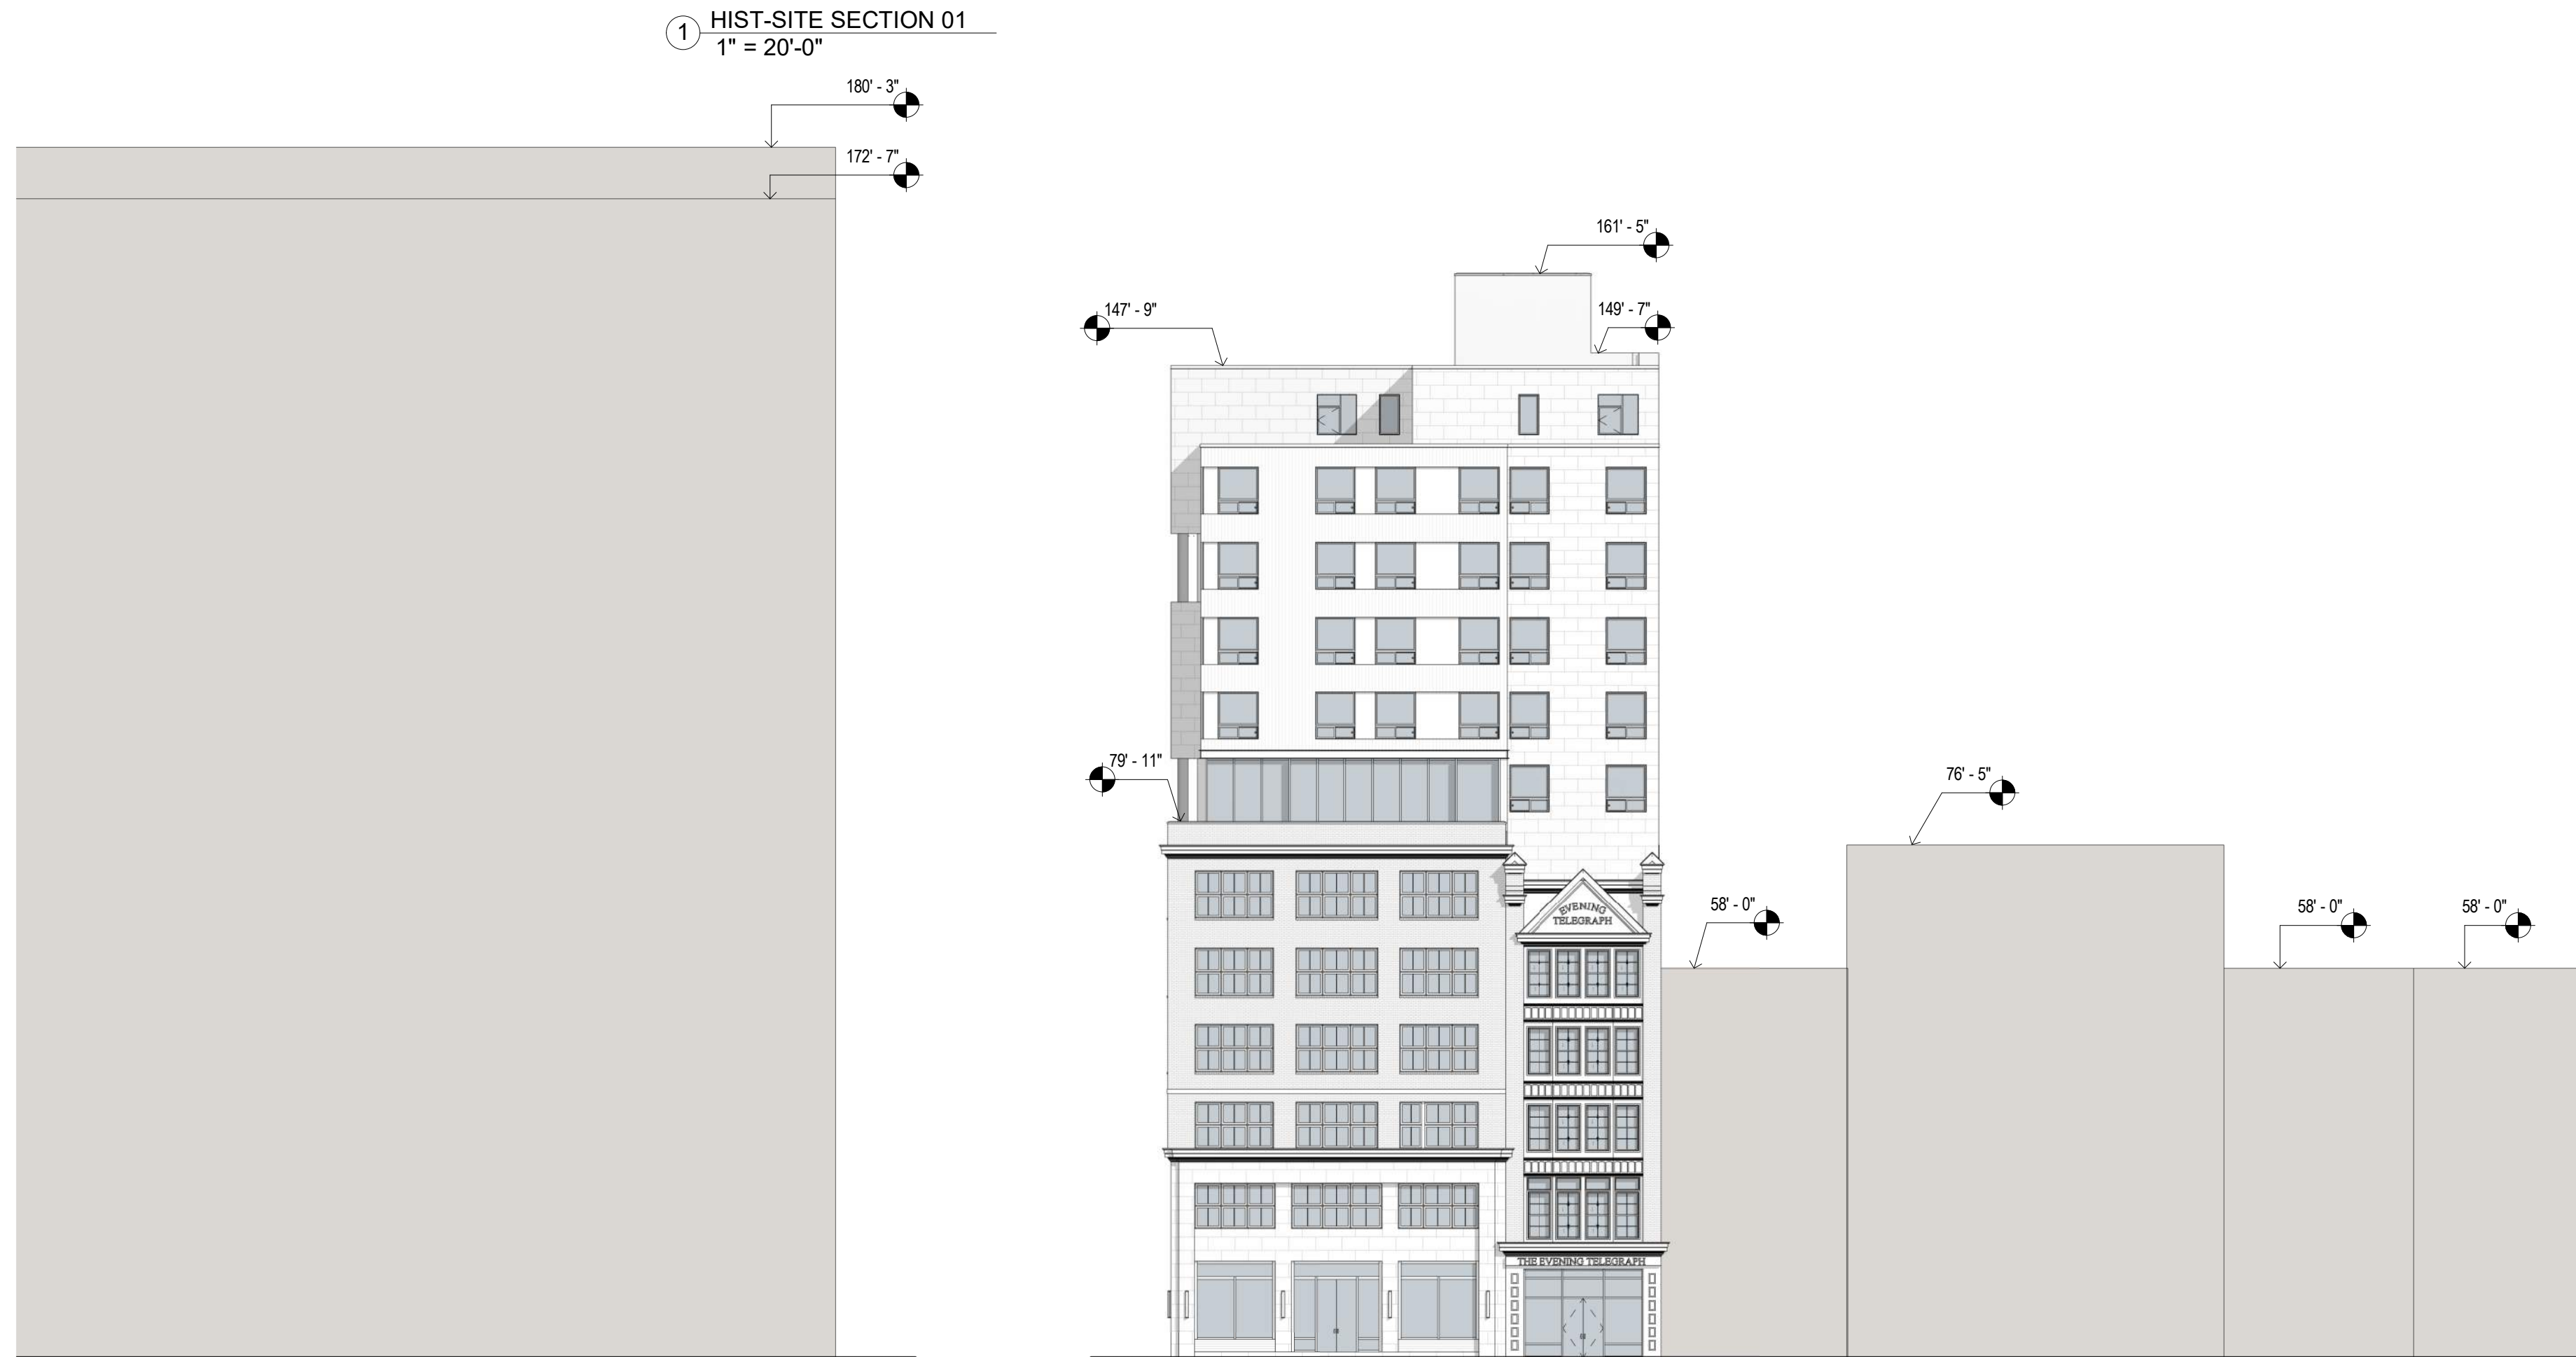 1
HIST-SITE SECTION 01
1" = 20'-0"
180' - 3"
172' - 7"
161' - 5"
147' - 9"
149' - 7"
79' - 11"
76' - 5"
58' - 0"
58' - 0"
58' - 0"
EVENING
TELEGRAPH
THE EVENING TELEGRAPH